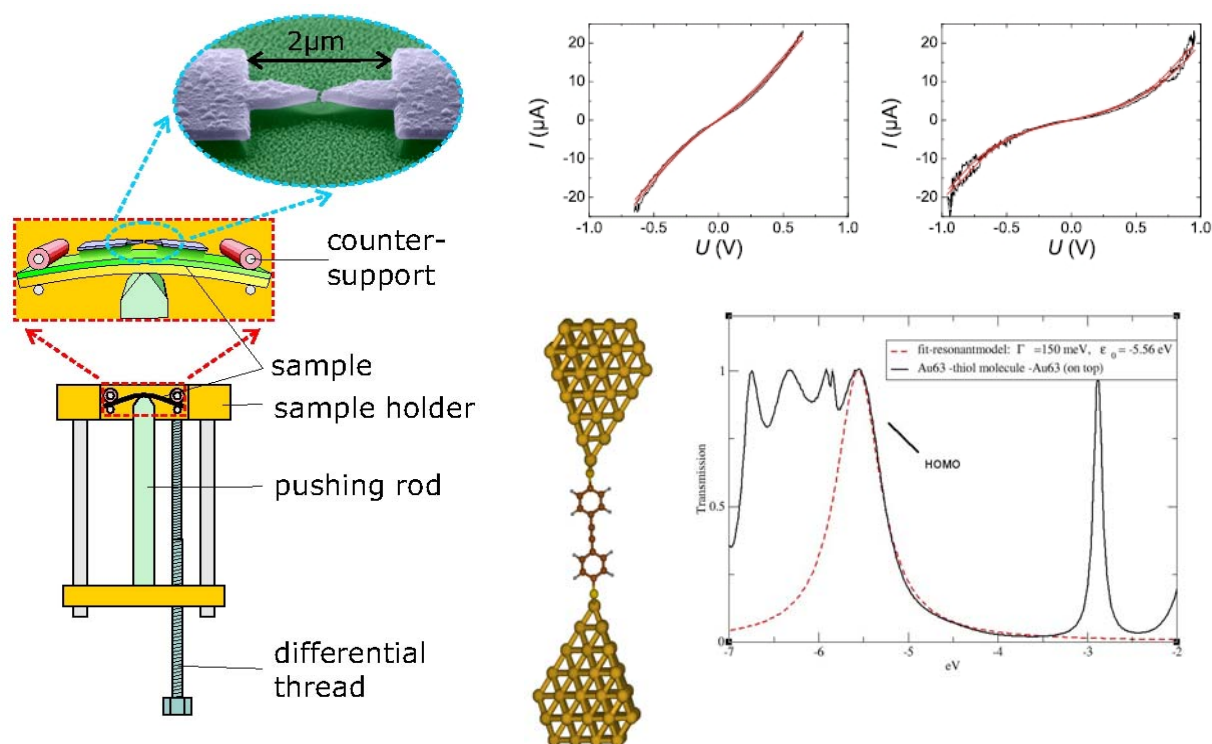 2µm
counter-
support
sample
sample holder
pushing rod
differential
thread
20
10
0
-10
-20
I (µA)
-1.0 -0.5 0.0 0.5 1.0
U (V)
20
10
0
-10
-20
I (µA)
-1.0 -0.5 0.0 0.5 1.0
U (V)
fit-resonantmodel: Γ =150 meV, ε 0 = -5.56 eV
Au63 -thiol molecule -Au63 (on top)
HOMO
1
0.5
0
Transmission
-7 -6 -5 -4 -3 -2
eV